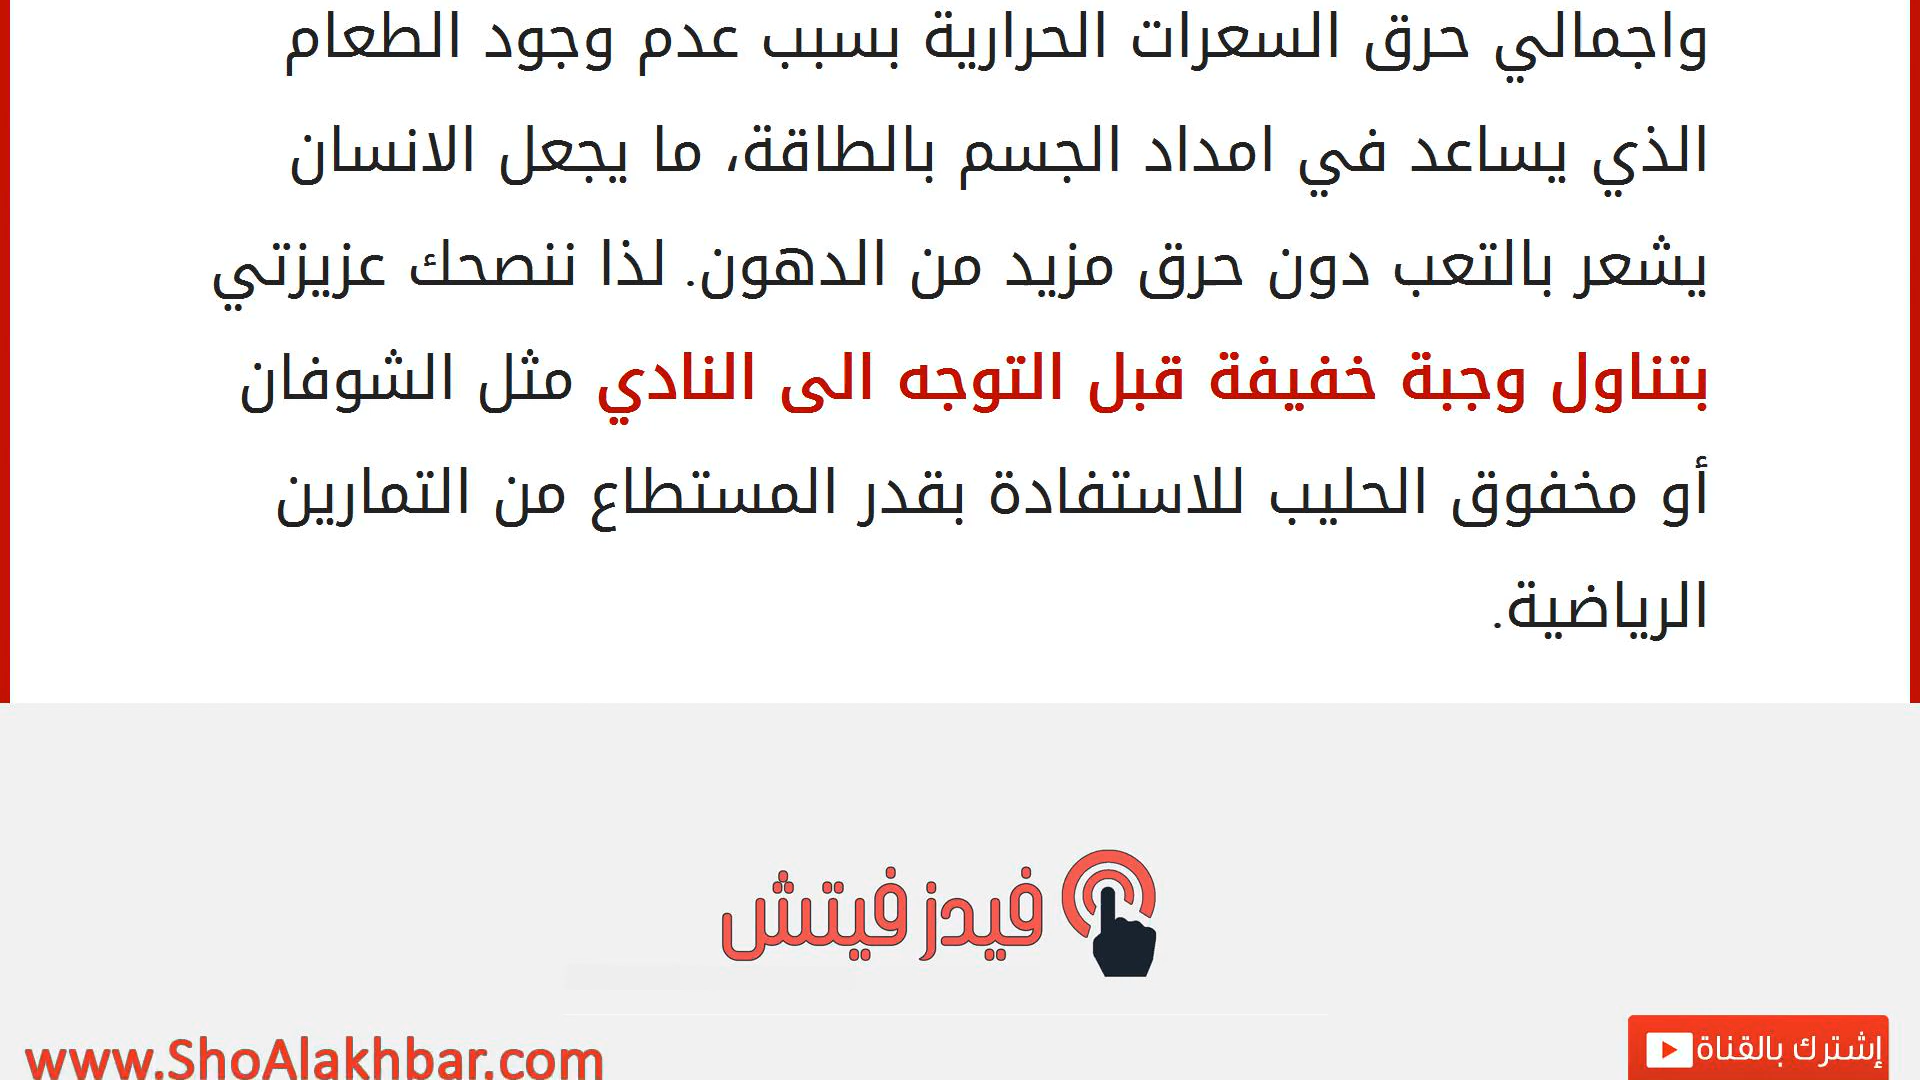 واجمالي حرق السعرات الحرارية بسبب عدم وجود الطعام
الذي يساعد في امداد الجسم بالطاقة، ما يجعل الانسان
يشعر بالتعب دون حرق مزيد من الدهون. لذا ننصحك عزيزتي
بتناول وجبة خفيفة قبل التوجه الى النادي مثل الشوفان
أو مخفوق الحليب للاستفادة بقدر المستطاع من التمارين
الرياضية.
فيدز فيتش
www.ShoAlakhbar.com
إشترك بالقناة